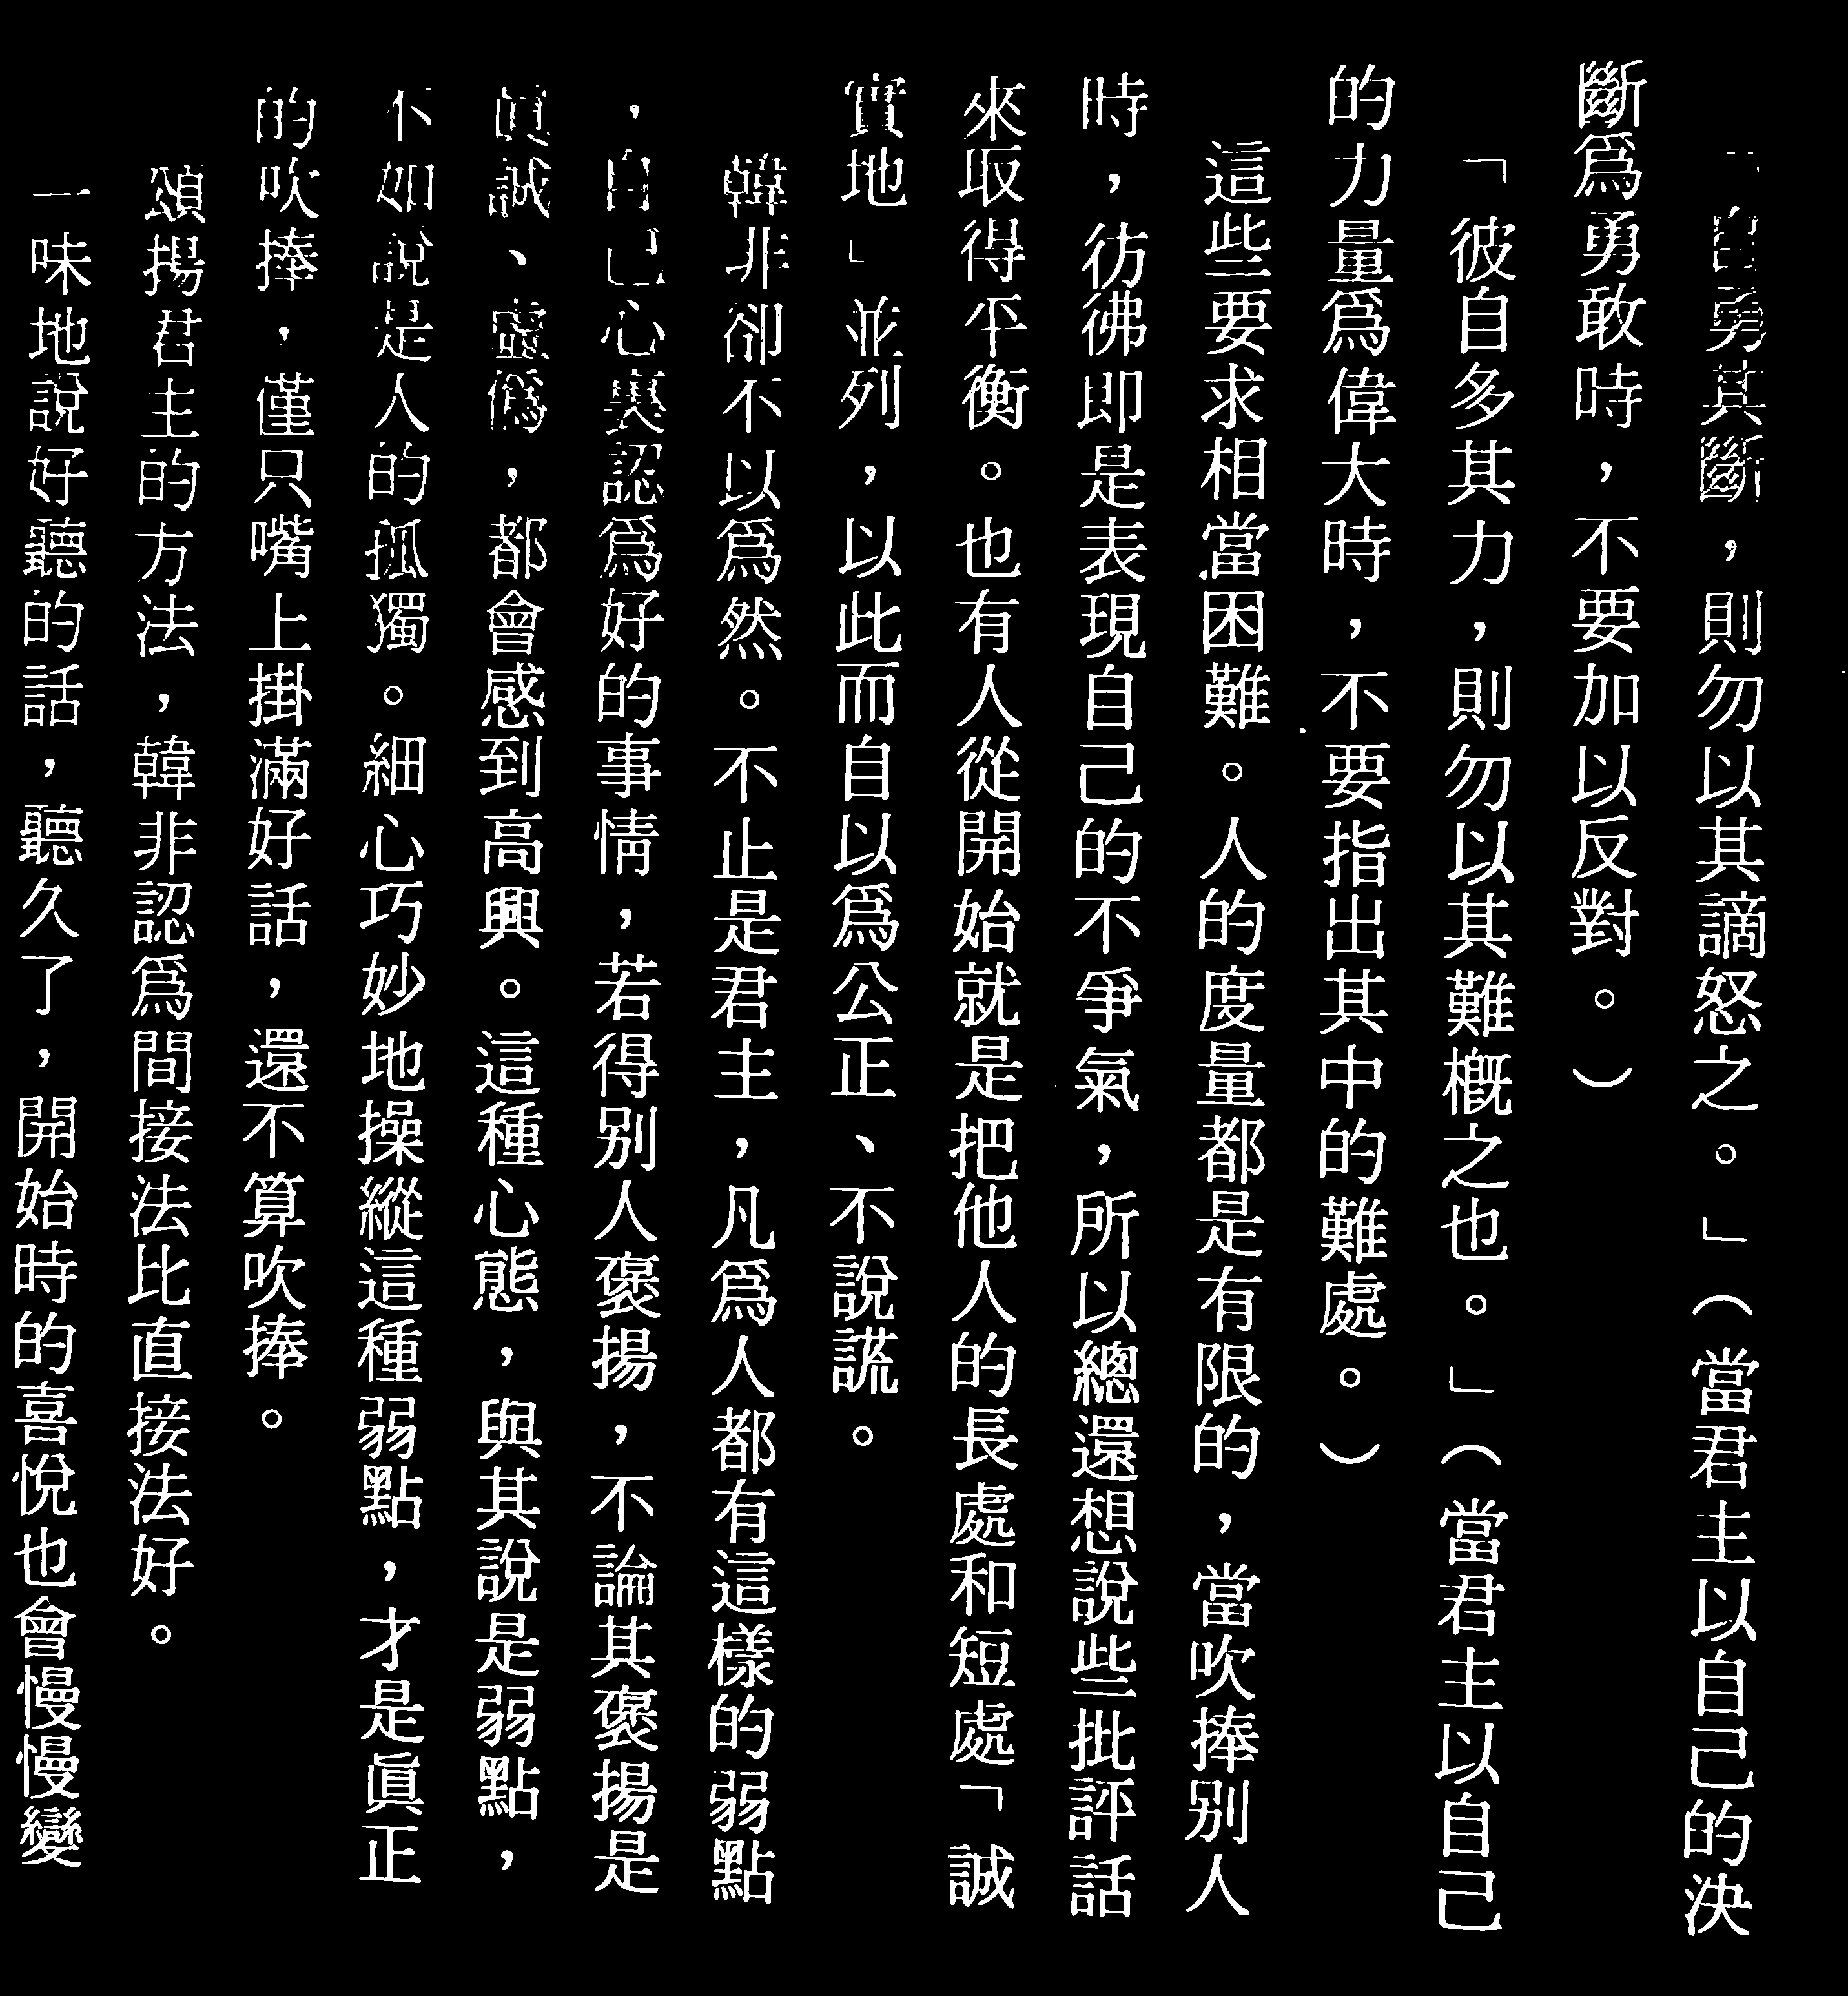 「自勇其斷，則勿以其謫怒之。」（當君主以自己的決
斷爲勇敢時，不要加以反對。）
「彼自多其力，則勿以其難概之也。」（當君主以自己
的力量爲偉大時，不要指出其中的難處。）
這些要求相當困難。人的度量都是有限的，當吹捧別人
時，彷彿即是表現自己的不爭氣，所以總還想說些批評話
來取得平衡。也有人從開始就是把他人的長處和短處「誠
實地」並列，以此而自以爲公正、不說謊。
韓非卻不以爲然。不止是君主，凡爲人都有這樣的弱點
，自己心裏認爲好的事情，若得別人褒揚，不論其褒揚是
眞誠、虛僞，都會感到高興。這種心態，與其說是弱點，
不如說是人的孤獨。細心巧妙地操縱這種弱點，才是眞正
的吹捧，僅只嘴上掛滿好話，還不算吹捧。
頌揚君主的方法，韓非認爲間接法比直接法好。
一味地說好聽的話，聽久了，開始時的喜悅也會慢慢變